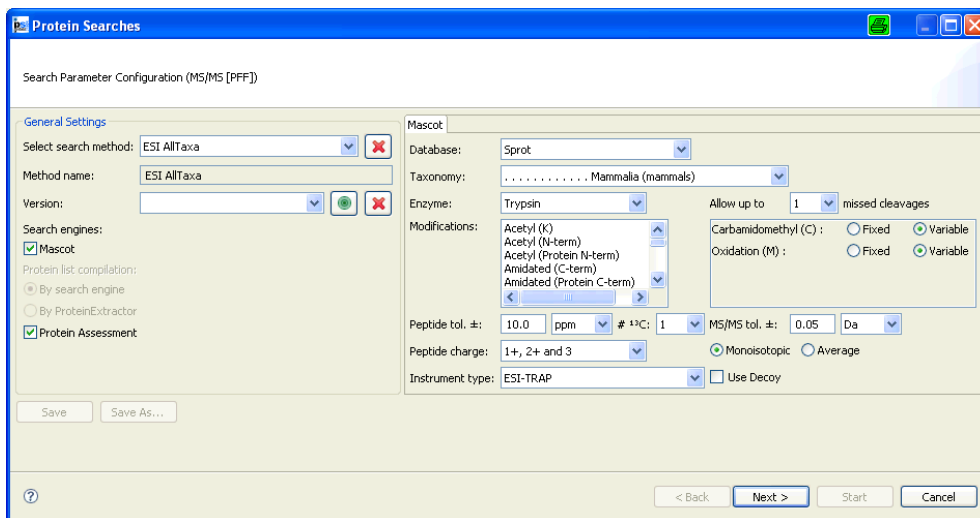 Protein Searches
Search Parameter Configuration (MS/MS [PFF])
General Settings
Select search method: ESI AllTaxa
Method name: ESI AllTaxa
Version:
Search engines:
Mascot
Protein list compilation:
By search engine
By ProteinExtractor
Protein Assessment
Save Save As...
Mascot
Database: Sprot
Taxonomy: . . . . . . . . . . . . Mammalia (mammals)
Enzyme: Trypsin Allow up to 1 missed cleavages
Modifications:
Acetyl (K)
Acetyl (N-term)
Acetyl (Protein N-term)
Amidated (C-term)
Amidated (Protein C-term)
Carbamidomethyl (C) : Fixed Variable
Oxidation (M) : Fixed Variable
Peptide tol. ±: 10.0 ppm # ¹³C: 1 MS/MS tol. ±: 0.05 Da
Peptide charge: 1+, 2+ and 3 Monoisotopic Average
Instrument type: ESI-TRAP Use Decoy
? < Back Next > Start Cancel